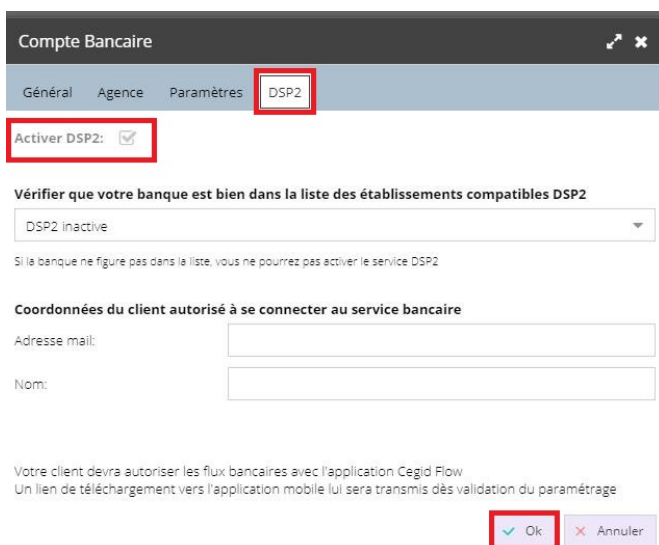 Compte Bancaire
Général Agence Paramètres DSP2
Activer DSP2:
Vérifier que votre banque est bien dans la liste des établissements compatibles DSP2
DSP2 inactive
Si la banque ne figure pas dans la liste, vous ne pourrez pas activer le service DSP2
Coordonnées du client autorisé à se connecter au service bancaire
Adresse mail:
Nom:
Votre client devra autoriser les flux bancaires avec l'application Cegid Flow
Un lien de téléchargement vers l'application mobile lui sera transmis dès validation du paramétrage
Ok Annuler